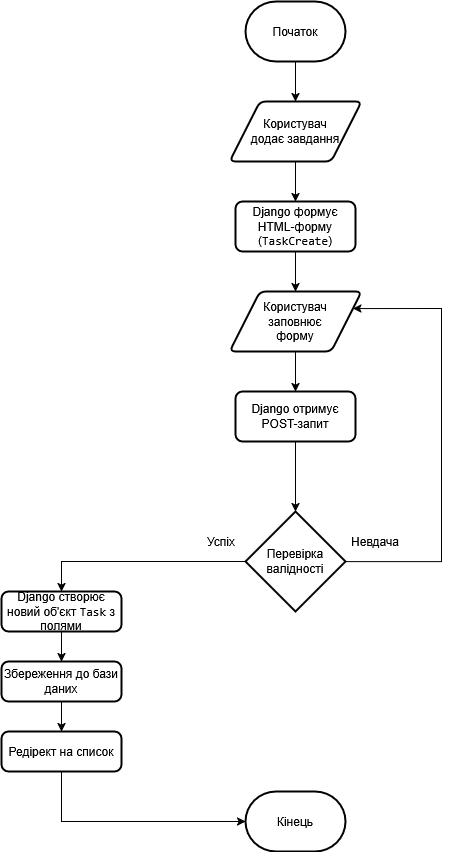 Початок
Користувач
додає завдання
Django формує
HTML-форму
(TaskCreate)
Користувач
заповнює
форму
Django отримує
POST-запит
Успіх
Невдача
Перевірка
валідності
Django створює
новий об'єкт Task з
полями
Збереження до бази
даних
Редірект на список
Кінець